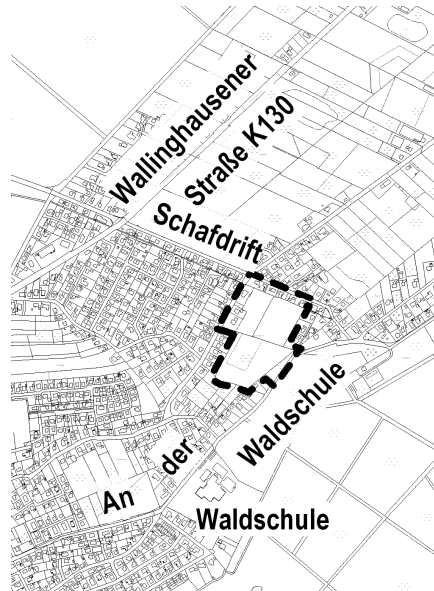 Wallinghausener
Straße K130
Schafdrift
An der Waldschule
Waldschule